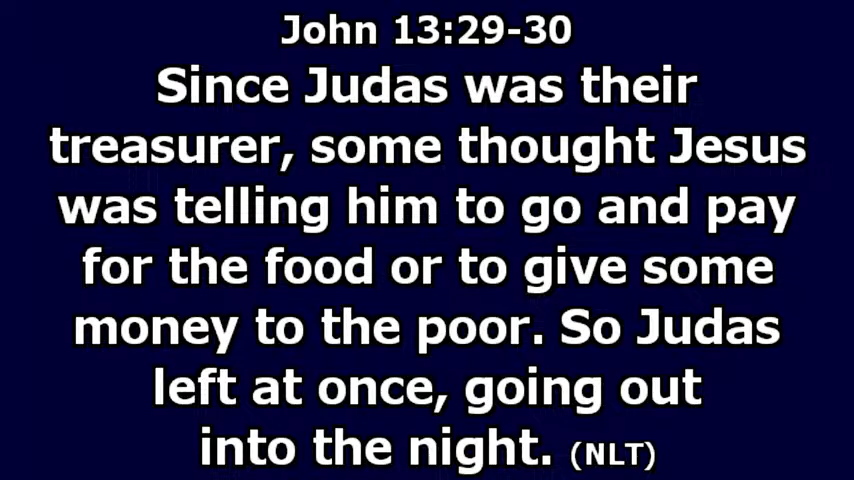 John 13:29-30
Since Judas was their
treasurer, some thought Jesus
was telling him to go and pay
for the food or to give some
money to the poor. So Judas
left at once, going out
into the night. (NLT)